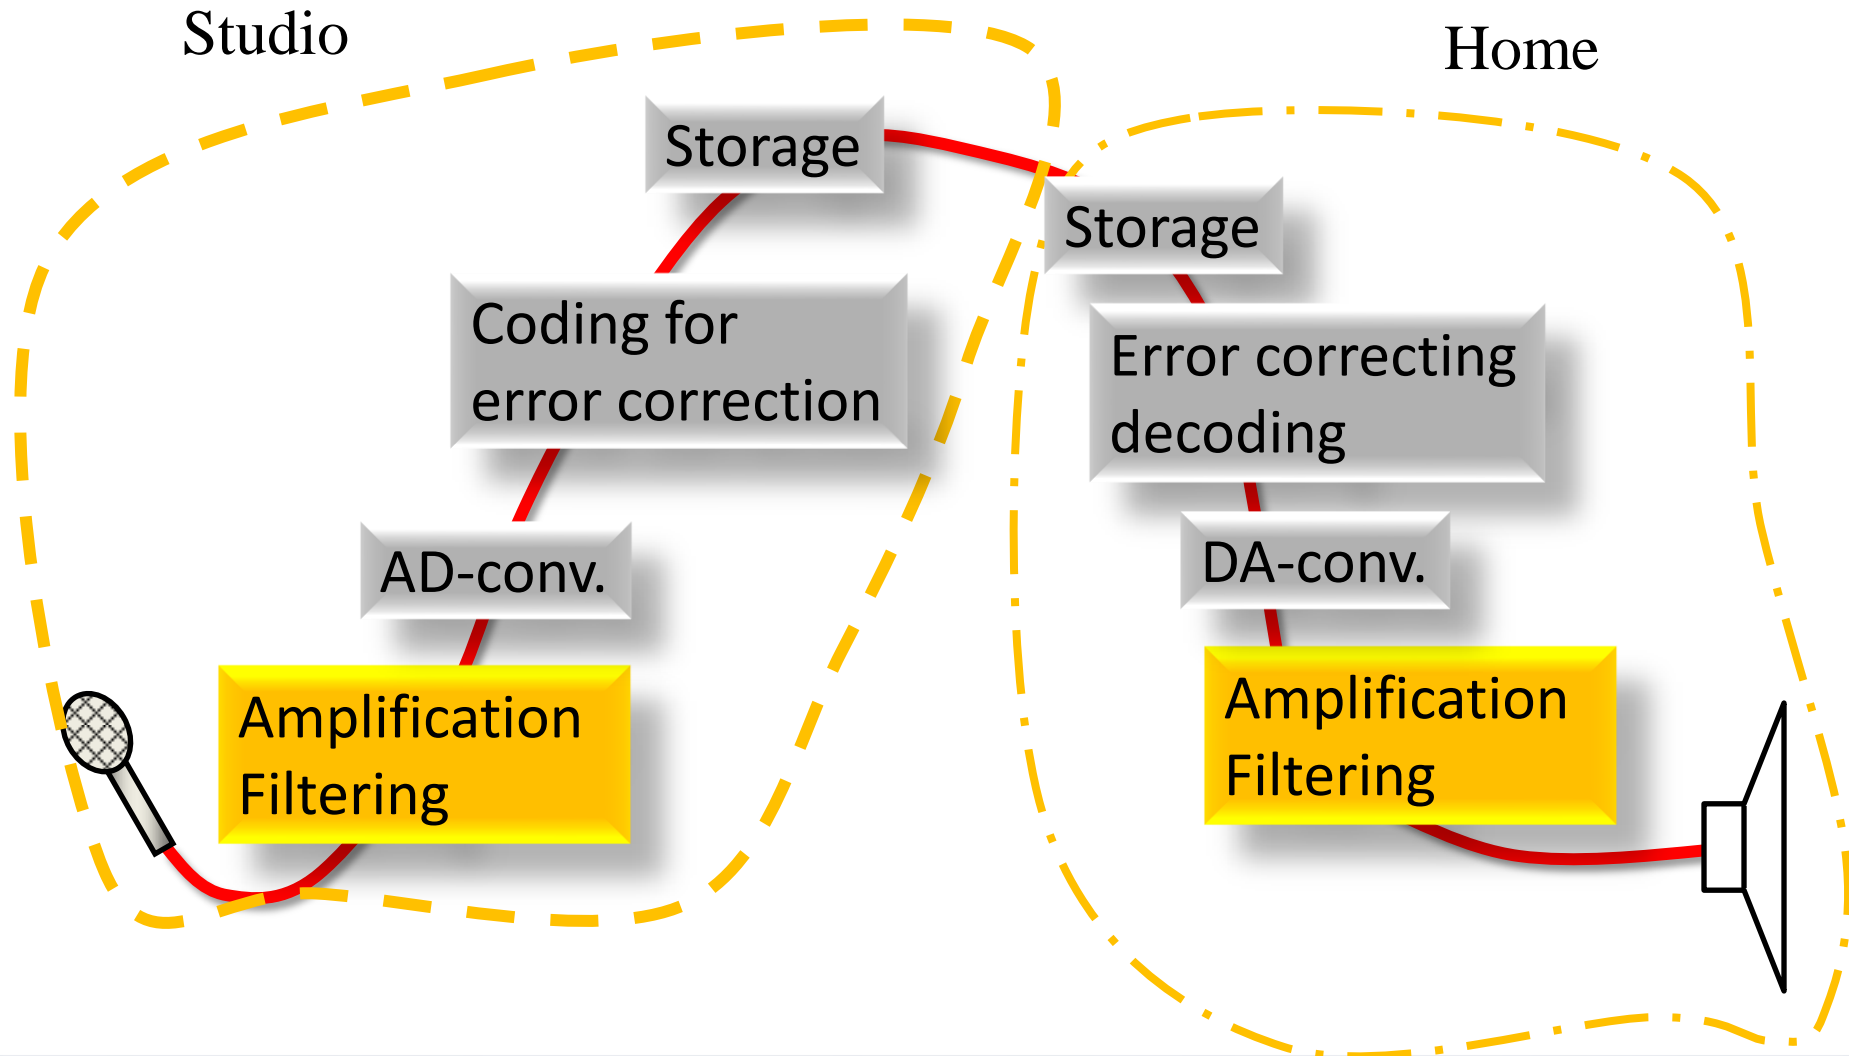 Studio
Home
Storage
Storage
Coding for
error correction
Error correcting
decoding
AD-conv.
DA-conv.
Amplification
Filtering
Amplification
Filtering